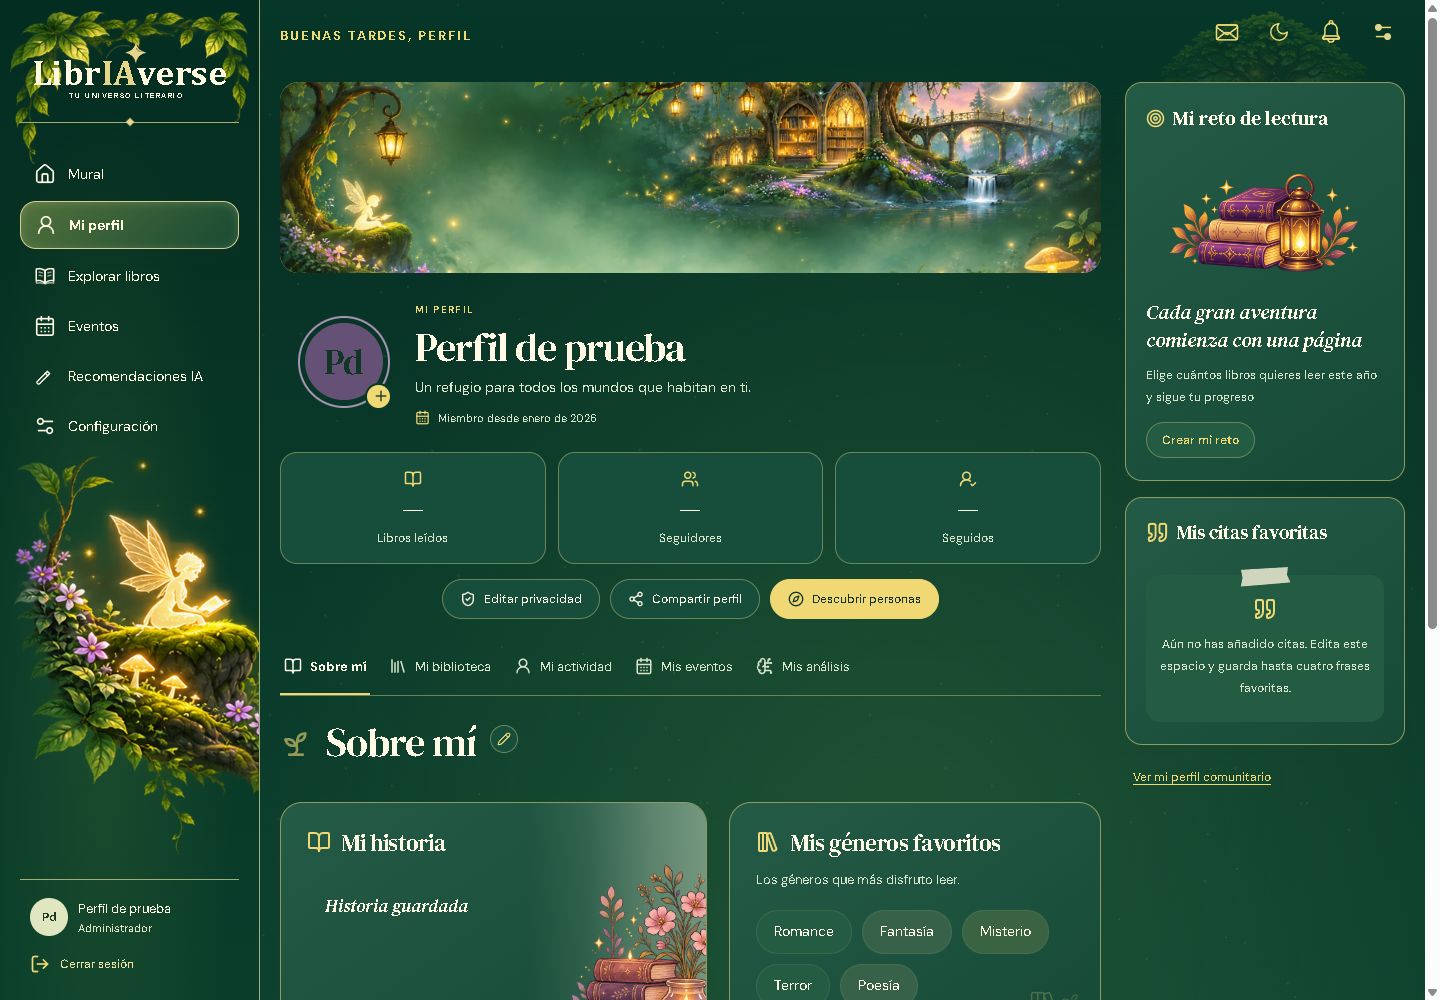 LibrIAverse
TU UNIVERSO LITERARIO
Mural
Mi perfil
Explorar libros
Eventos
Recomendaciones IA
Configuración
Pd
Perfil de prueba
Administrador
Cerrar sesión
BUENAS TARDES, PERFIL
Pd
MI PERFIL
Perfil de prueba
Un refugio para todos los mundos que habitan en ti.
Miembro desde enero de 2026
—
Libros leídos
—
Seguidores
—
Seguidos
Editar privacidad
Compartir perfil
Descubrir personas
Sobre mí
Mi biblioteca
Mi actividad
Mis eventos
Mis análisis
Sobre mí
Mi historia
Historia guardada
Mis géneros favoritos
Los géneros que más disfruto leer.
Romance
Fantasía
Misterio
Terror
Poesía
Mi reto de lectura
Cada gran aventura
comienza con una página
Elige cuántos libros quieres leer este año
y sigue tu progreso
Crear mi reto
Mis citas favoritas
Aún no has añadido citas. Edita este
espacio y guarda hasta cuatro frases
favoritas.
Ver mi perfil comunitario